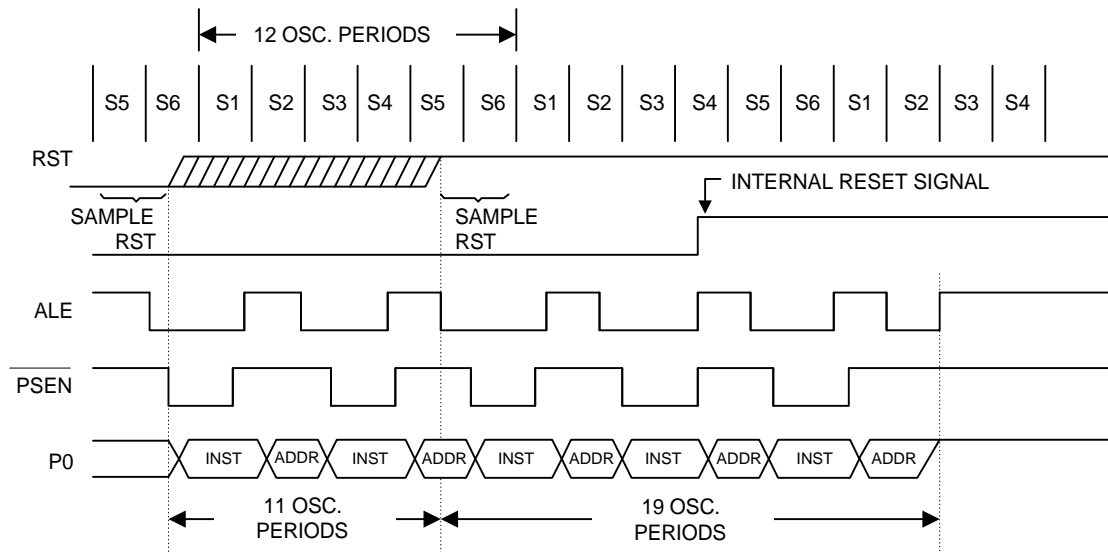 12 OSC. PERIODS
S5 S6 S1 S2 S3 S4 S5 S6 S1 S2 S3 S4 S5 S6 S1 S2 S3 S4
RST
INTERNAL RESET SIGNAL
SAMPLE
RST
SAMPLE
RST
ALE
PSEN
P0
INST ADDR INST ADDR INST ADDR INST ADDR INST ADDR
11 OSC.
PERIODS
19 OSC.
PERIODS